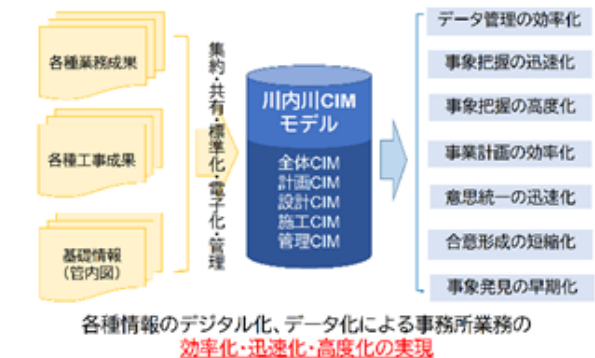 各種業務成果
各種工事成果
基礎情報
(管内図)
集約・共有・標準化・電子化・管理
川内川CIM
モデル
全体CIM
計画CIM
設計CIM
施工CIM
管理CIM
データ管理の効率化
事象把握の迅速化
事象把握の高度化
事業計画の効率化
意思統一の迅速化
合意形成の短縮化
事象発見の早期化
各種情報のデジタル化、データ化による事務所業務の
効率化・迅速化・高度化の実現